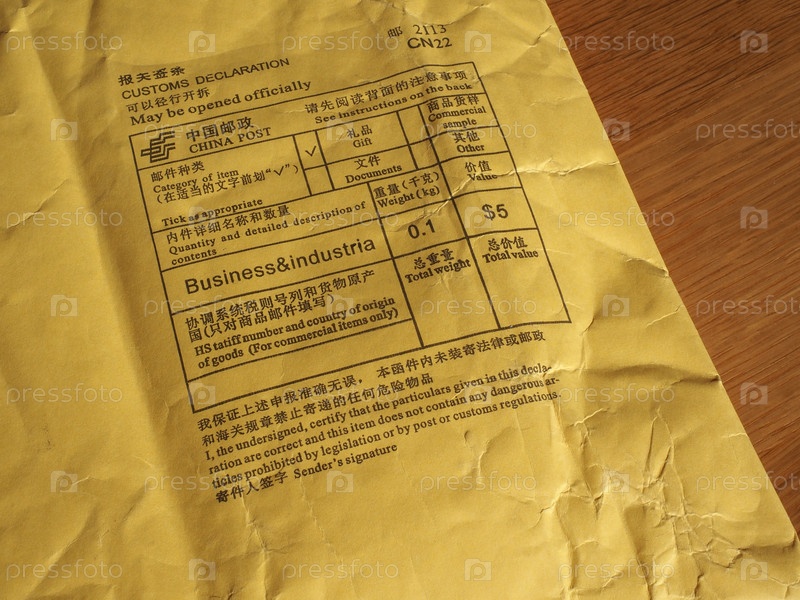 邮 2113
CN22
报关签条
CUSTOMS DECLARATION
可以径行开拆
May be opened officially
请先阅读背面的注意事项
See instructions on the back
中国邮政
CHINA POST
邮件种类
Category of item
(在适当的文字前划“✓”)
Tick as appropriate
✓
礼品
Gift
商品货样
Commercial
sample
文件
Documents
其他
Other
内件详细名称和数量
Quantity and detailed description of
contents
重量(千克)
Weight(kg)
价值
Value
Business&industria
0.1
$5
协调系统税则号列和货物原产
国(只对商品邮件填写)
HS tatiff number and country of origin
of goods (For commercial items only)
总重量
Total weight
总价值
Total value
我保证上述申报准确无误，本函件内未装寄法律或邮政
和海关规章禁止寄递的任何危险物品
I, the undersigned, certify that the particulars given in this decla-
ration are correct and this item does not contain any dangerous ar-
ticles prohibited by legislation or by post or customs regulations.
寄件人签字 Sender's signature
pressfoto